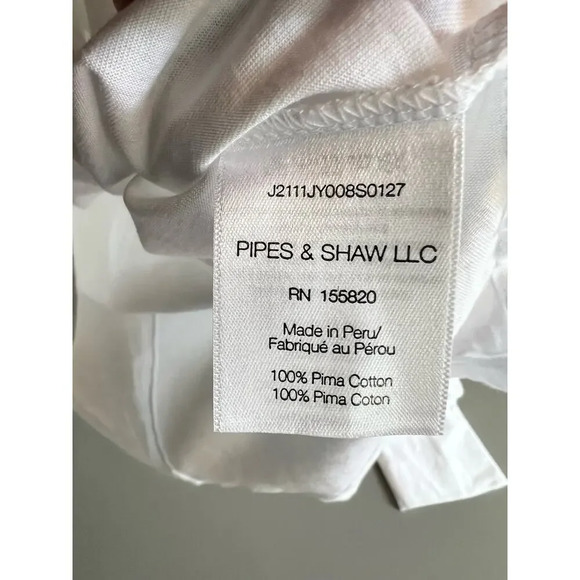 J2111JY008S0127
PIPES & SHAW LLC
RN 155820
Made in Peru/
Fabriqué au Pérou
100% Pima Cotton
100% Pima Coton